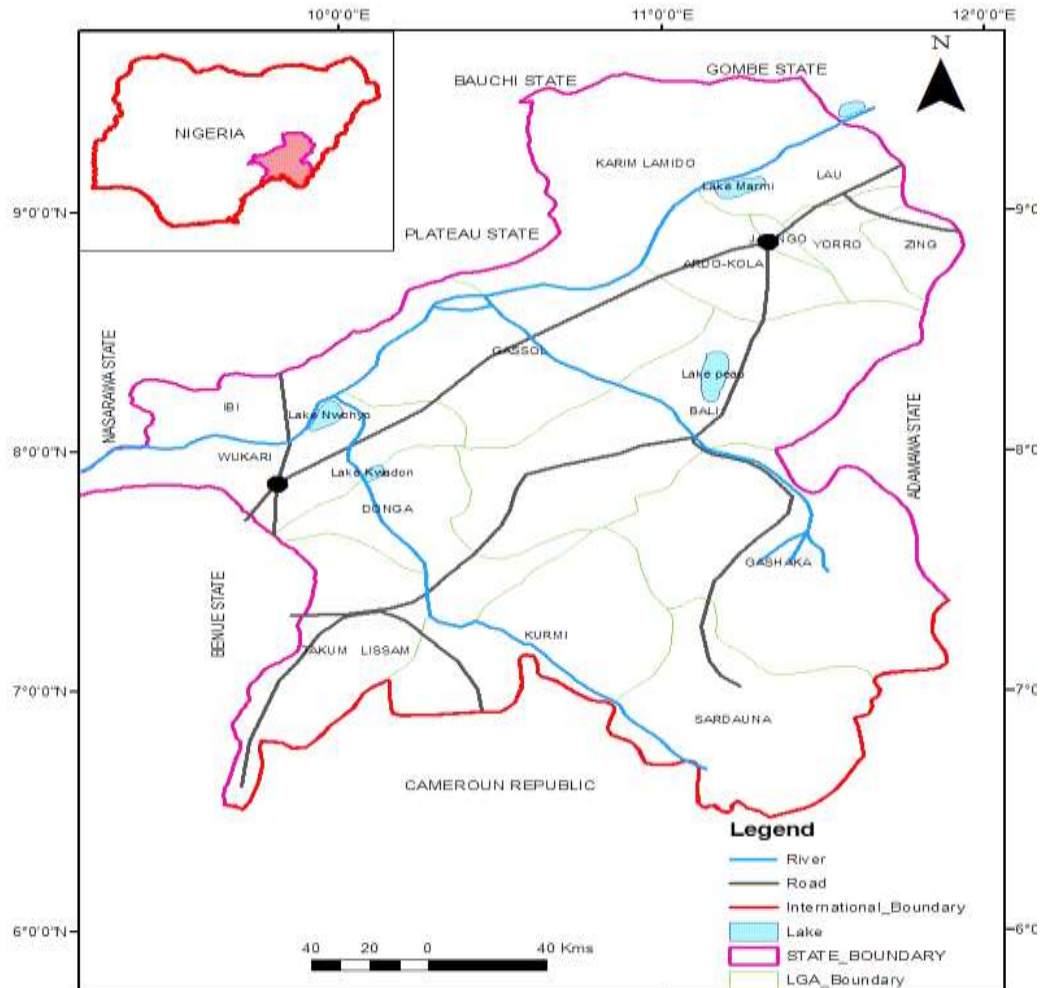 10°0'0"E
11°0'0"E
12°0'0"E
N
GOMBE STATE
BAUCHI STATE
NIGERIA
KARIM LAMIDO
LAU
Lake Marmi
9°0'0"N
PLATEAU STATE
YORRO
ZING
ARDO-KOLA
NASARAWA STATE
GASSOL
Lake peao
IBI
Lake Nwohyo
BALI
ADAMAWA STATE
8°0'0"N
WUKARI
Lake Kwadon
DONGA
GASHAKA
BENUE STATE
KURMI
TAKUM
LISSAM
7°0'0"N
SARDAUNA
CAMEROUN REPUBLIC
Legend
River
Road
International_Boundary
6°0'0"N
Lake
40 20 0 40 Kms
STATE_BOUNDARY
LGA_Boundary